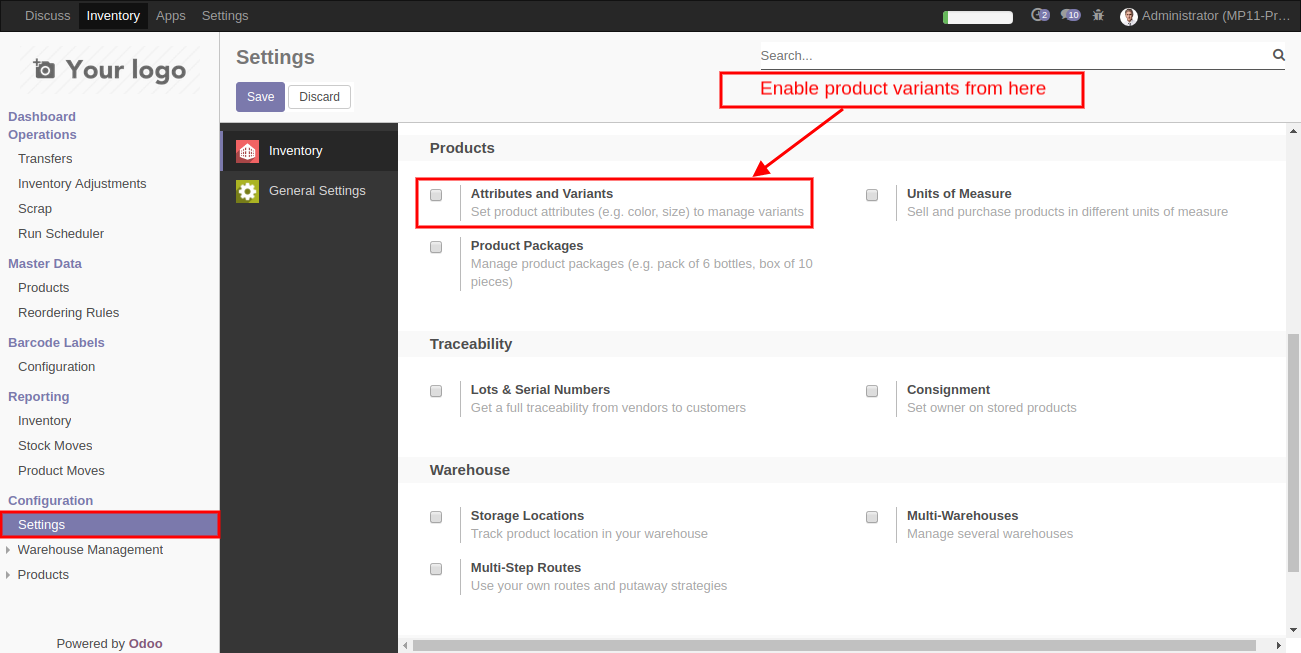 Discuss
Inventory
Apps
Settings
2
10
Administrator (MP11-Pr...
Your logo
Dashboard
Operations
Transfers
Inventory Adjustments
Scrap
Run Scheduler
Master Data
Products
Reordering Rules
Barcode Labels
Configuration
Reporting
Inventory
Stock Moves
Product Moves
Configuration
Settings
Warehouse Management
Products
Powered by Odoo
Settings
Search...
Save
Discard
Enable product variants from here
Inventory
General Settings
Products
Attributes and Variants
Set product attributes (e.g. color, size) to manage variants
Units of Measure
Sell and purchase products in different units of measure
Product Packages
Manage product packages (e.g. pack of 6 bottles, box of 10
pieces)
Traceability
Lots & Serial Numbers
Get a full traceability from vendors to customers
Consignment
Set owner on stored products
Warehouse
Storage Locations
Track product location in your warehouse
Multi-Warehouses
Manage several warehouses
Multi-Step Routes
Use your own routes and putaway strategies